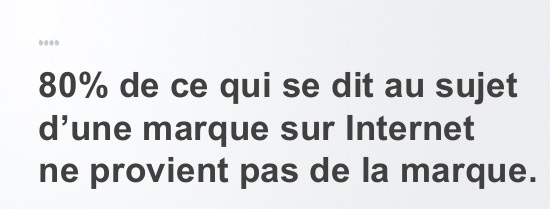 80% de ce qui se dit au sujet
d’une marque sur Internet
ne provient pas de la marque.